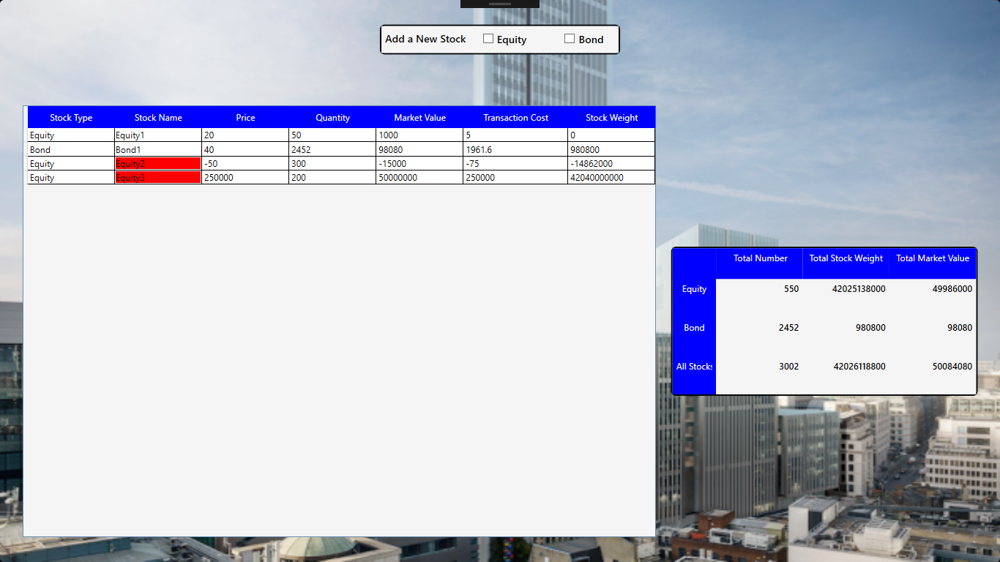 Add a New Stock Equity Bond
Stock Type Stock Name Price Quantity Market Value Transaction Cost Stock Weight
Equity Equity1 20 50 1000 5 0
Bond Bond1 40 2452 98080 1961.6 980800
Equity Equity2 -50 300 -15000 -75 -14862000
Equity Equity3 250000 200 50000000 250000 42040000000
Total Number Total Stock Weight Total Market Value
Equity 550 42025138000 49986000
Bond 2452 980800 98080
All Stocks 3002 42026118800 50084080